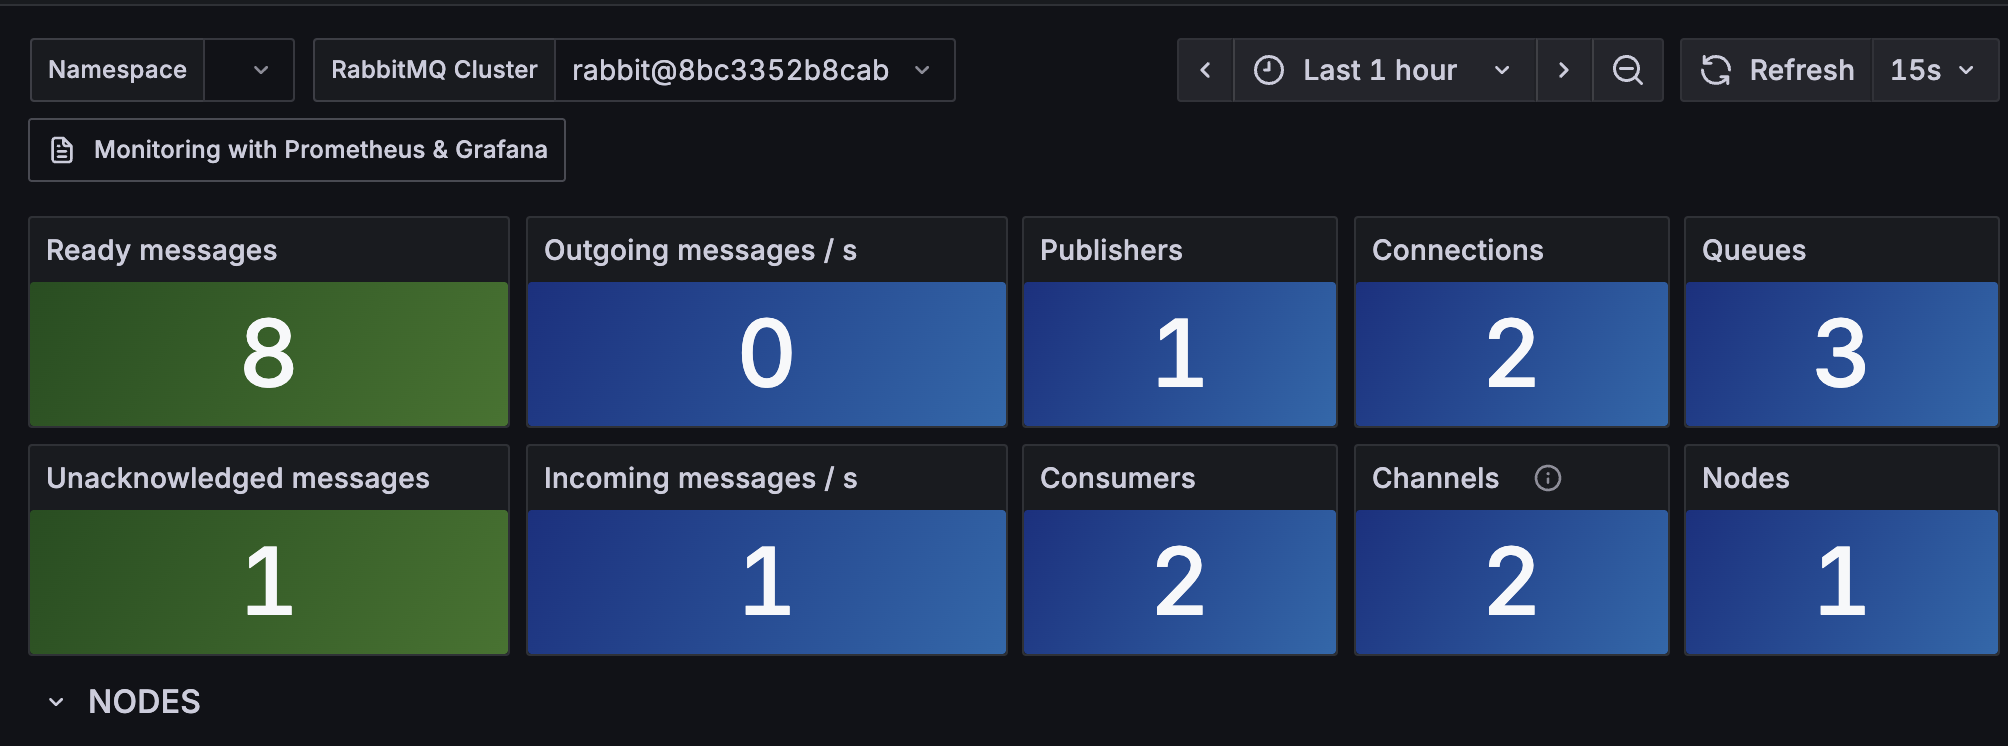 Namespace RabbitMQ Cluster rabbit@8bc3352b8cab Last 1 hour Refresh 15s
Monitoring with Prometheus & Grafana
Ready messages Outgoing messages / s Publishers Connections Queues
8 0 1 2 3
Unacknowledged messages Incoming messages / s Consumers Channels Nodes
1 1 2 2 1
NODES